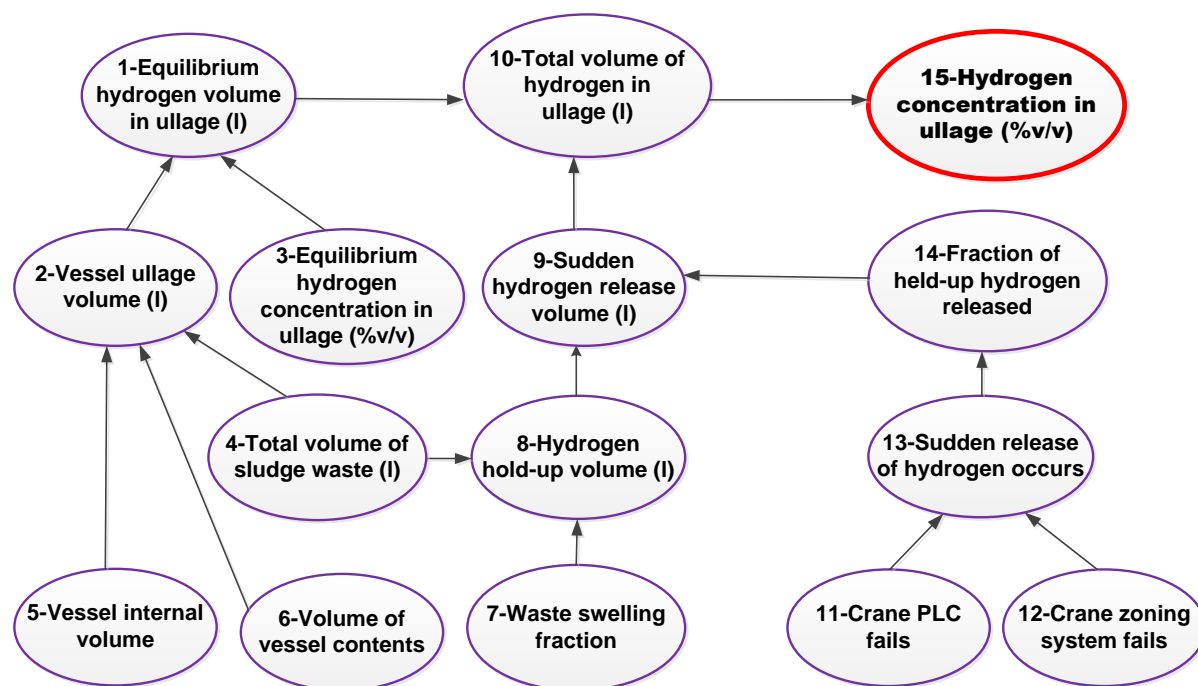 1-Equilibrium
hydrogen volume
in ullage (l)
10-Total volume of
hydrogen in
ullage (l)
15-Hydrogen
concentration in
ullage (%v/v)
2-Vessel ullage
volume (l)
3-Equilibrium
hydrogen
concentration in
ullage (%v/v)
9-Sudden
hydrogen release
volume (l)
14-Fraction of
held-up hydrogen
released
4-Total volume of
sludge waste (l)
8-Hydrogen
hold-up volume (l)
13-Sudden release
of hydrogen occurs
5-Vessel internal
volume
6-Volume of
vessel contents
7-Waste swelling
fraction
11-Crane PLC
fails
12-Crane zoning
system fails